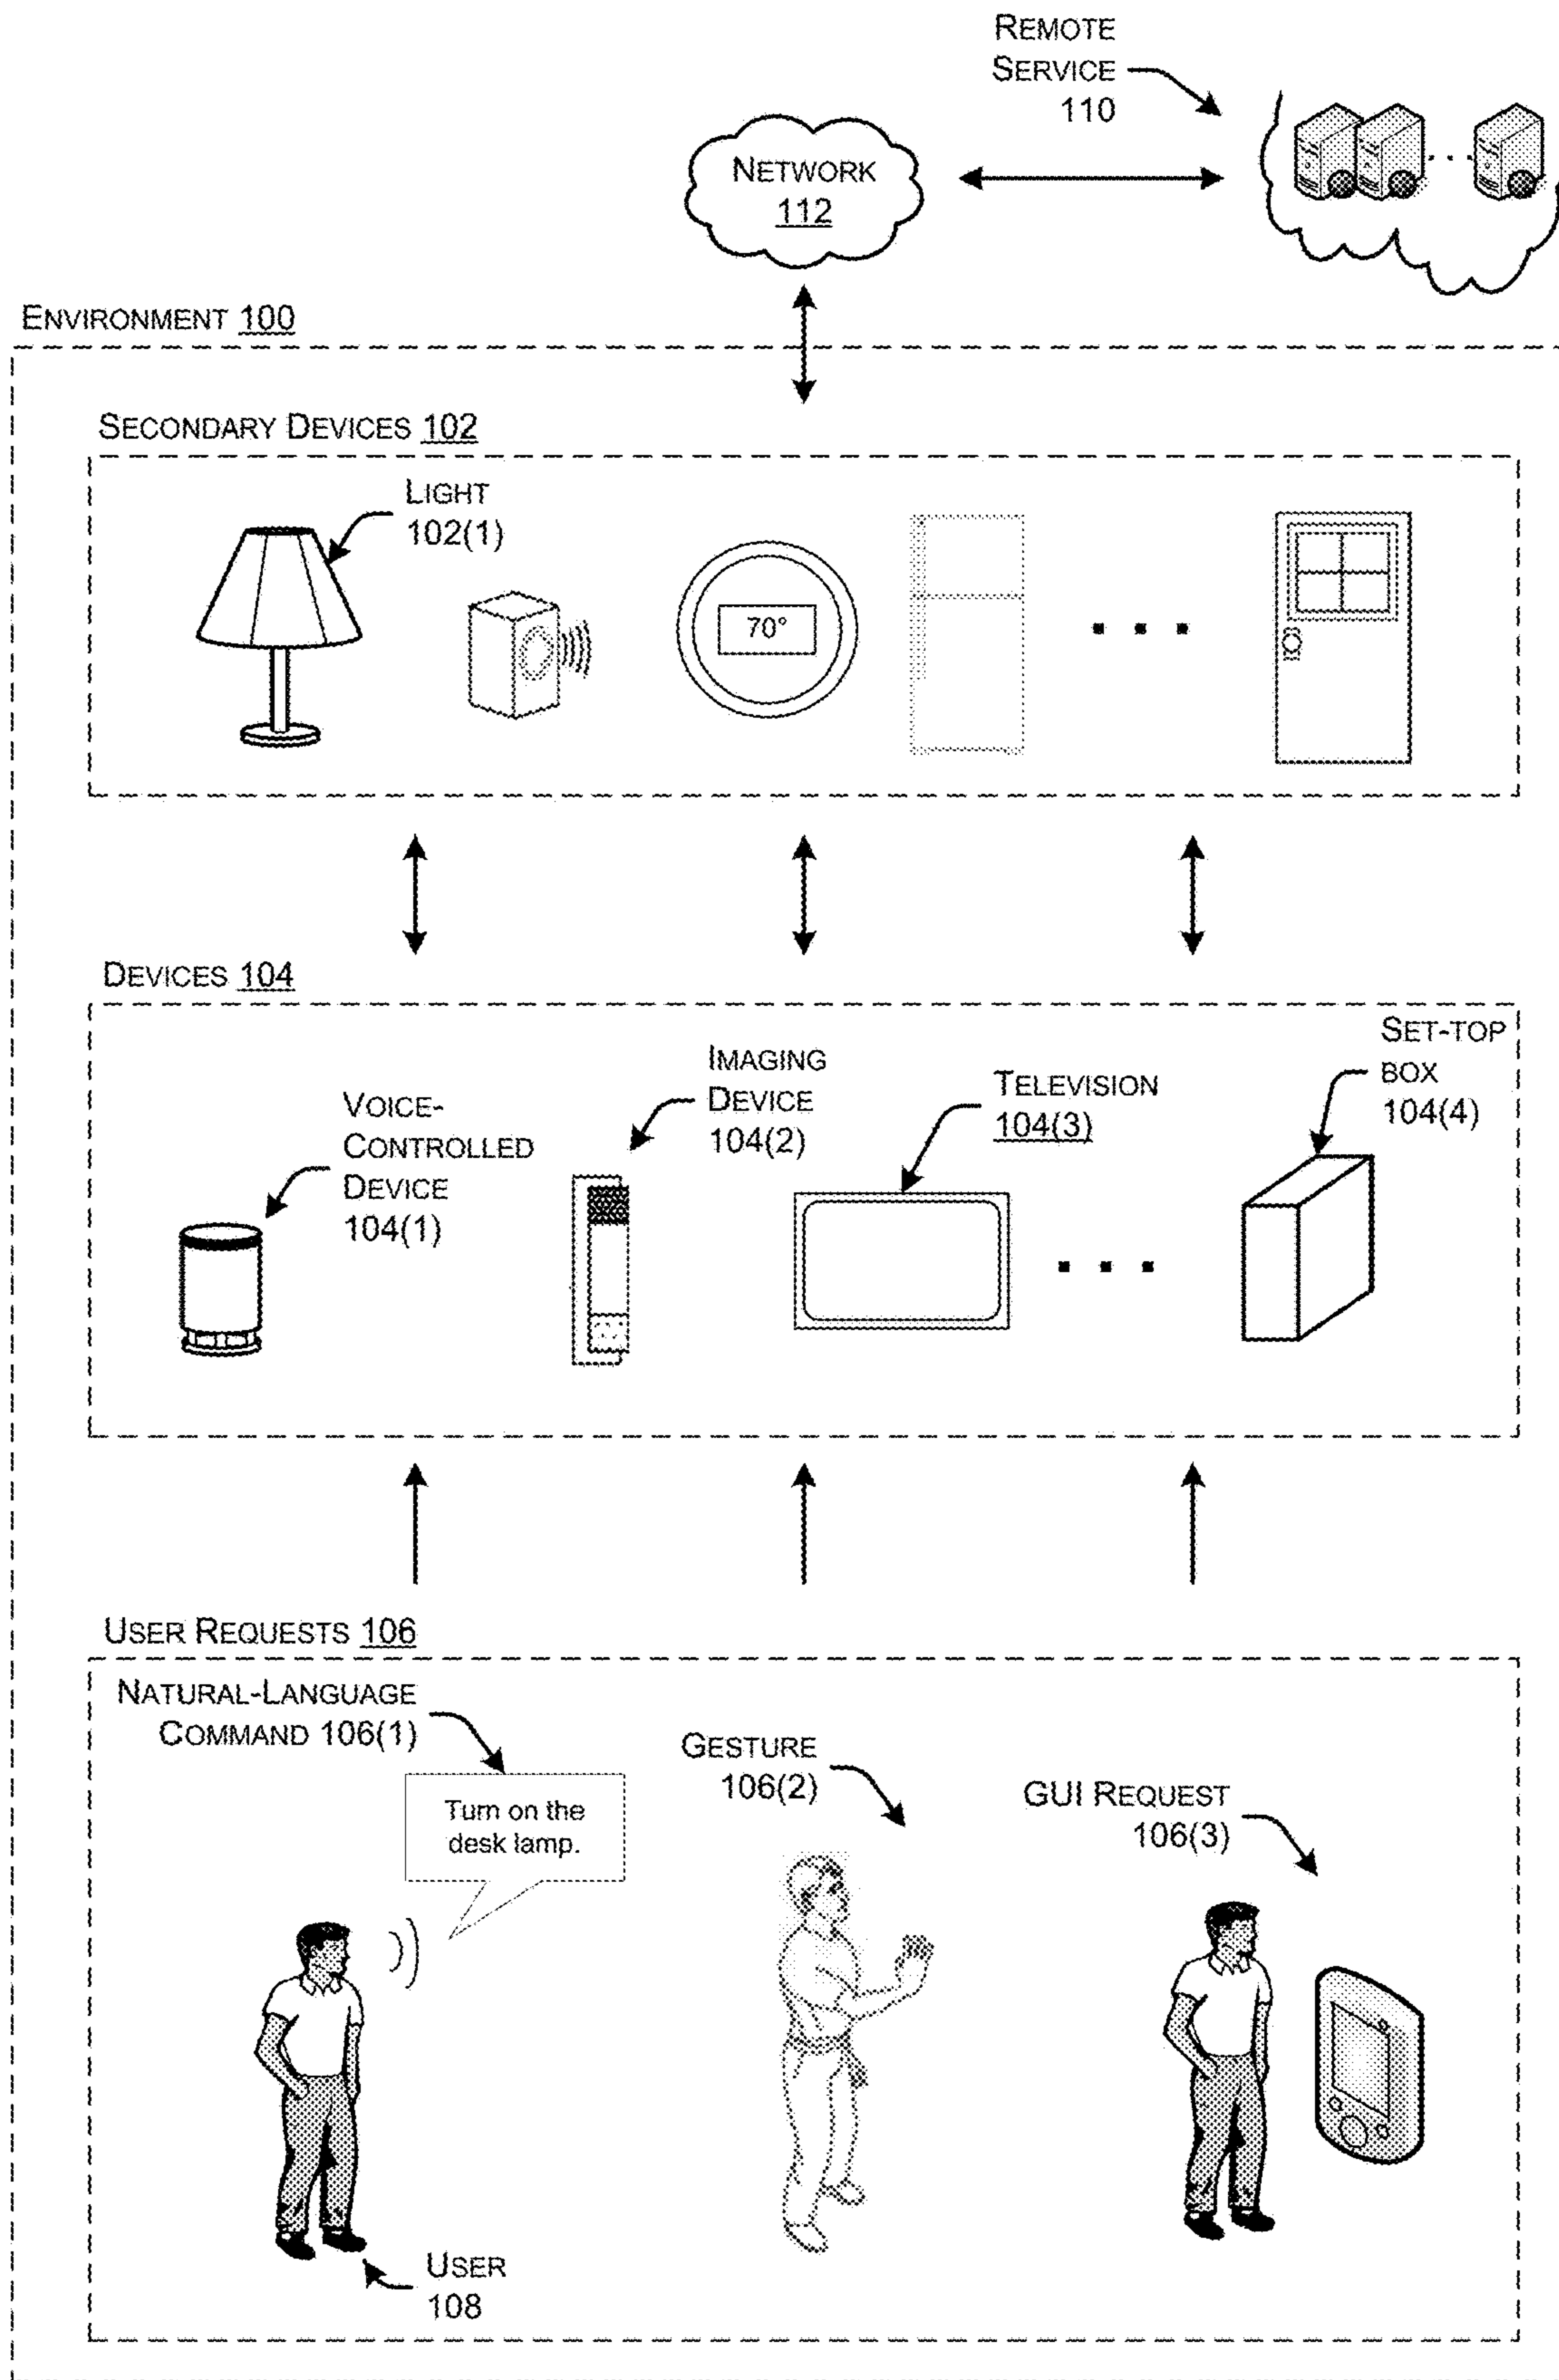 REMOTE
SERVICE
110
NETWORK
112
ENVIRONMENT 100
SECONDARY DEVICES 102
LIGHT
102(1)
70°
DEVICES 104
VOICE-
CONTROLLED
DEVICE
104(1)
IMAGING
DEVICE
104(2)
TELEVISION
104(3)
SET-TOP
BOX
104(4)
USER REQUESTS 106
NATURAL-LANGUAGE
COMMAND 106(1)
Turn on the
desk lamp.
GESTURE
106(2)
GUI REQUEST
106(3)
USER
108